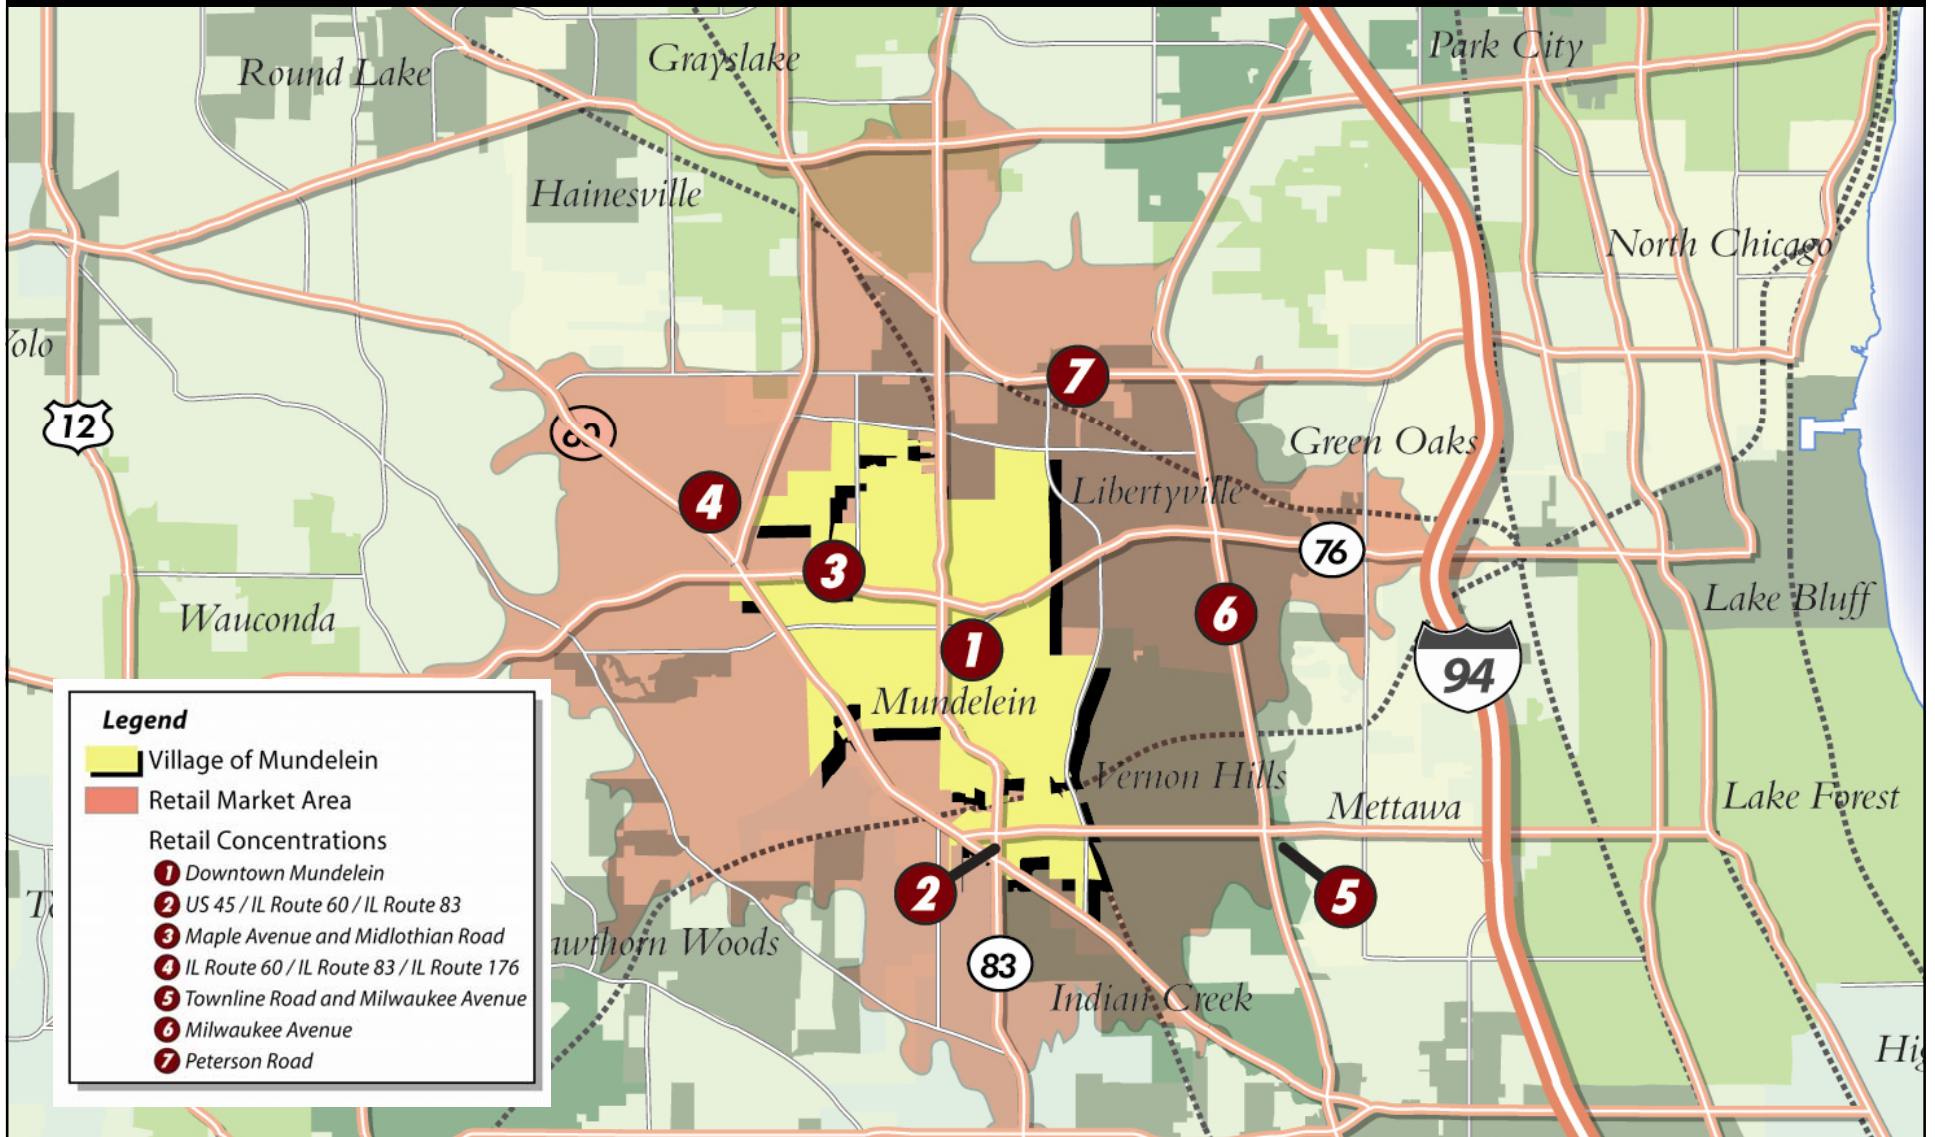 Park City
Grayslake
Round Lake
Hainesville
North Chicago
12
60
7
Green Oaks
4
Libertyville
76
3
Lake Bluff
Wauconda
6
1
94
Mundelein
Vernon Hills
Mettawa
Lake Forest
2
5
83
Indian Creek
awthorn Woods
Legend
Village of Mundelein
Retail Market Area
Retail Concentrations
1 Downtown Mundelein
2 US 45 / IL Route 60 / IL Route 83
3 Maple Avenue and Midlothian Road
4 IL Route 60 / IL Route 83 / IL Route 176
5 Townline Road and Milwaukee Avenue
6 Milwaukee Avenue
7 Peterson Road